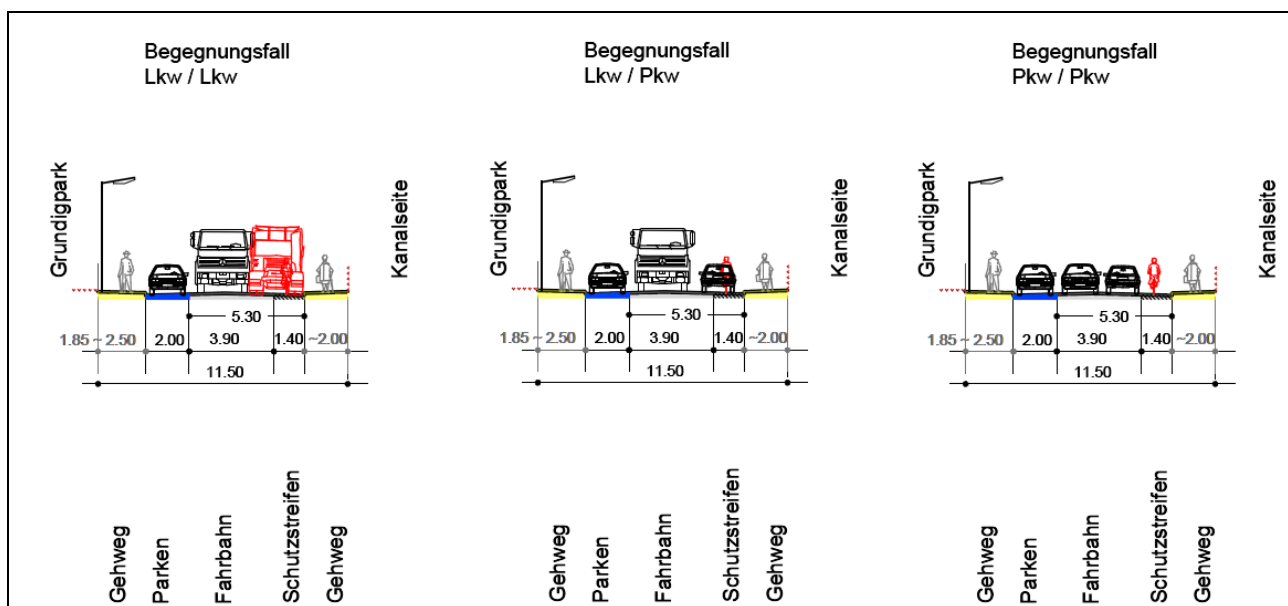 Begegnungsfall
Lkw / Lkw
Grundigpark
Kanalseite
5.30
1.85 ~ 2.50 2.00 3.90 1.40 ~2.00
11.50
Gehweg
Parken
Fahrbahn
Schutzstreifen
Gehweg
Begegnungsfall
Lkw / Pkw
Grundigpark
Kanalseite
5.30
1.85 ~ 2.50 2.00 3.90 1.40 ~2.00
11.50
Gehweg
Parken
Fahrbahn
Schutzstreifen
Gehweg
Begegnungsfall
Pkw / Pkw
Grundigpark
Kanalseite
5.30
1.85 ~ 2.50 2.00 3.90 1.40 ~2.00
11.50
Gehweg
Parken
Fahrbahn
Schutzstreifen
Gehweg